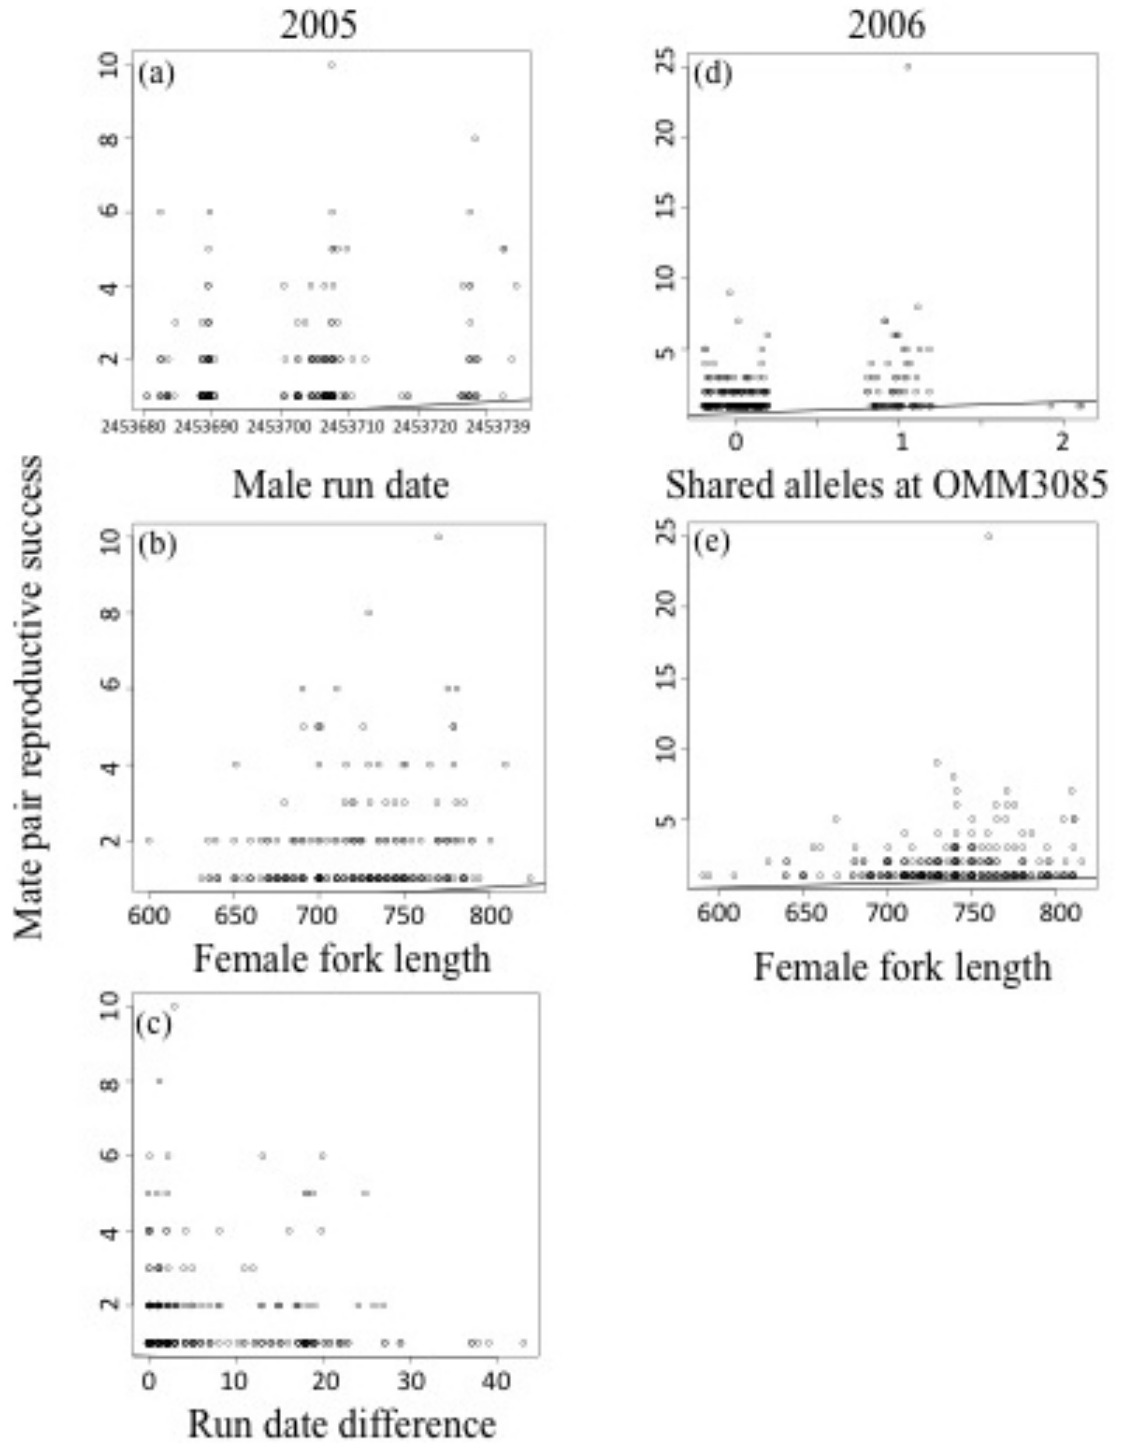 2005
(a)
10
8
6
4
2
2453680 2453690 2453700 2453710 2453720 2453739
Male run date
2006
(d)
25
20
15
10
5
0 1 2
Shared alleles at OMM3085
Mate pair reproductive success
(b)
10
8
6
4
2
600 650 700 750 800
Female fork length
(e)
25
20
15
10
5
600 650 700 750 800
Female fork length
(c)
10
8
6
4
2
0 10 20 30 40
Run date difference